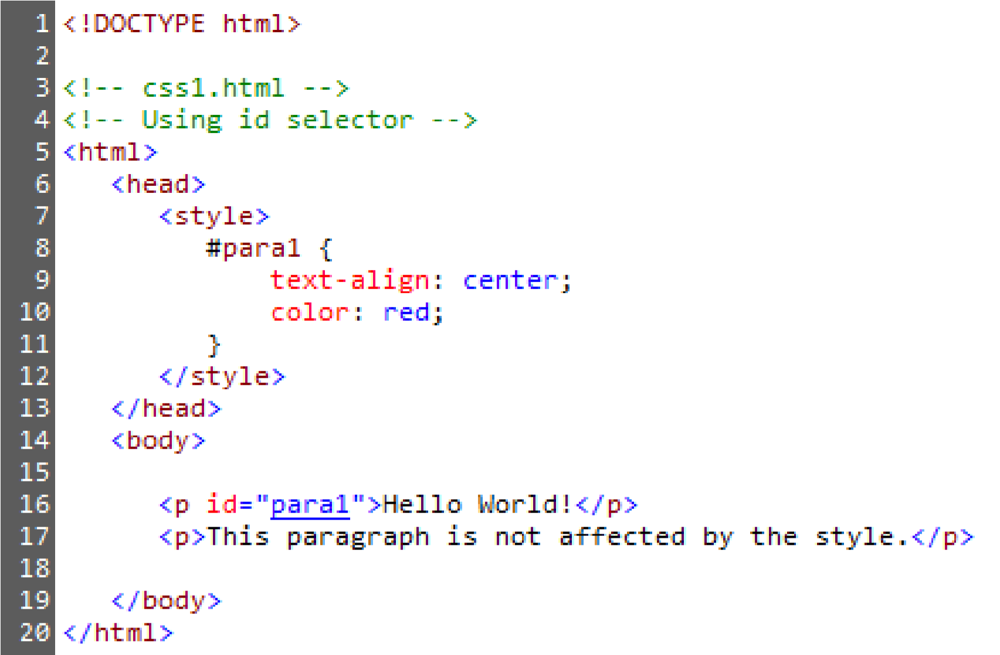 1 <!DOCTYPE html>
2
3 <!-- css1.html -->
4 <!-- Using id selector -->
5 <html>
6 <head>
7 <style>
8 #para1 {
9 text-align: center;
10 color: red;
11 }
12 </style>
13 </head>
14 <body>
15
16 <p id="para1">Hello World!</p>
17 <p>This paragraph is not affected by the style.</p>
18
19 </body>
20 </html>